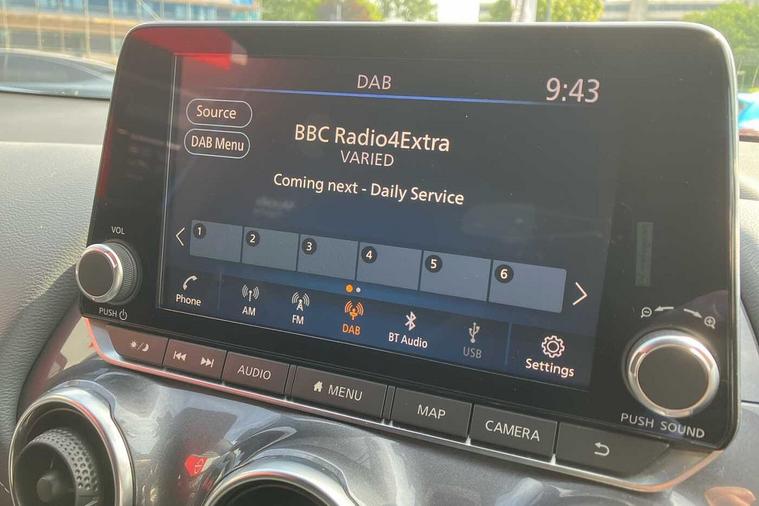 DAB
9:43
Source
DAB Menu
BBC Radio4Extra
VARIED
Coming next - Daily Service
1
2
3
4
5
6
Phone
AM
FM
DAB
BT Audio
USB
Settings
VOL
PUSH
AUDIO
MENU
MAP
CAMERA
PUSH SOUND